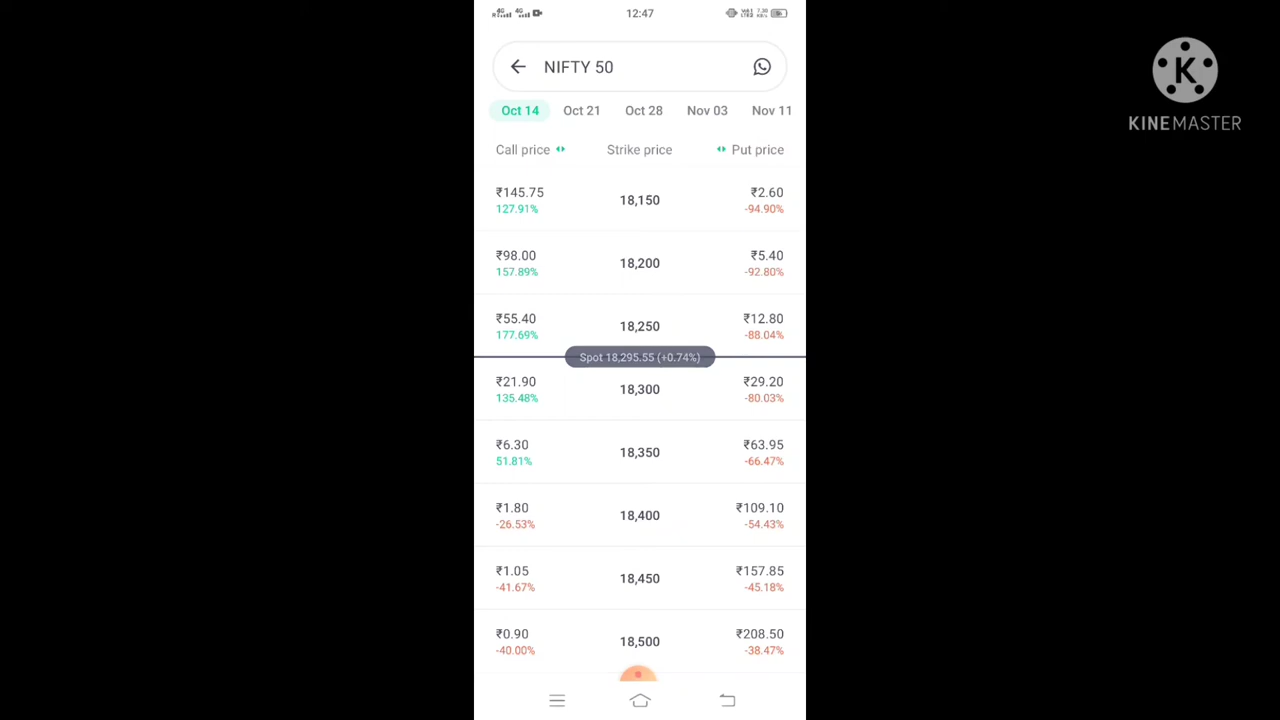 4G 4G 12:47 7.30 KB/s
NIFTY 50
Oct 14 Oct 21 Oct 28 Nov 03 Nov 11
Call price Strike price Put price
₹145.75 18,150 ₹2.60
127.91% -94.90%
₹98.00 18,200 ₹5.40
157.89% -92.80%
₹55.40 18,250 ₹12.80
177.69% -88.04%
Spot 18,295.55 (+0.74%)
₹21.90 18,300 ₹29.20
135.48% -80.03%
₹6.30 18,350 ₹63.95
51.81% -66.47%
₹1.80 18,400 ₹109.10
-26.53% -54.43%
₹1.05 18,450 ₹157.85
-41.67% -45.18%
₹0.90 18,500 ₹208.50
-40.00% -38.47%
K
KINEMASTER